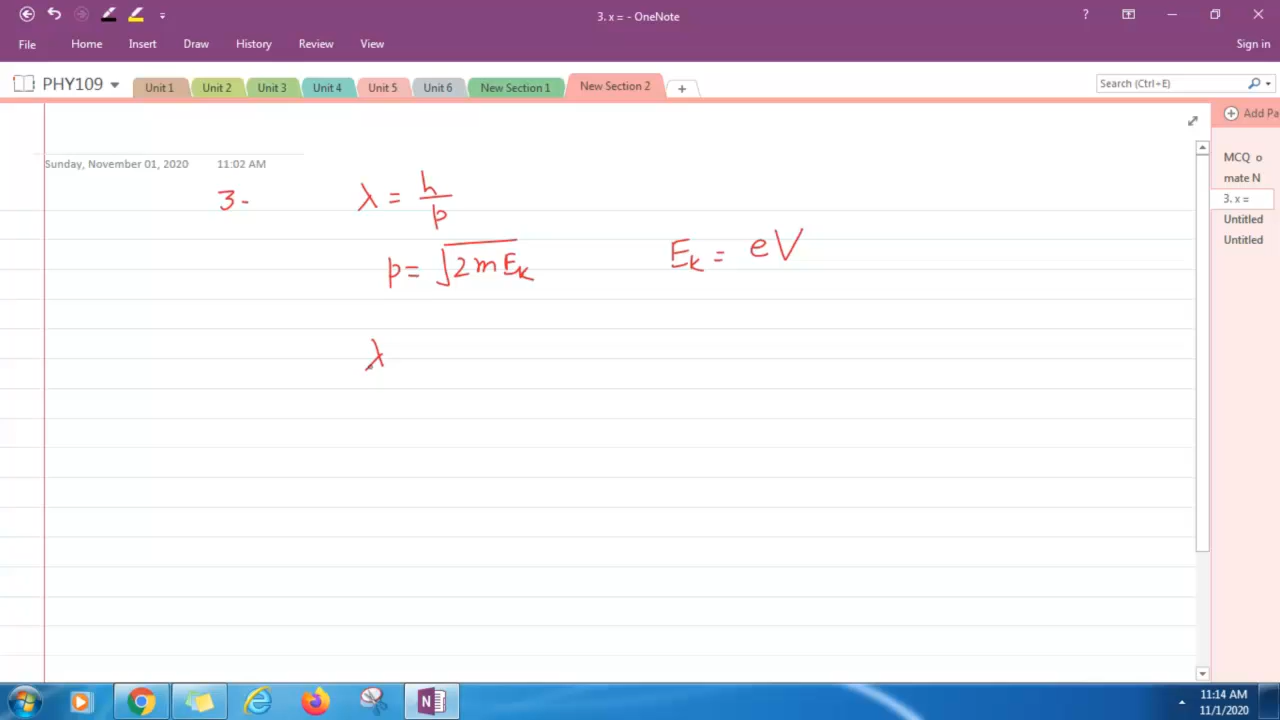 3. x = - OneNote
?
File
Home
Insert
Draw
History
Review
View
Sign in
PHY109
Unit 1
Unit 2
Unit 3
Unit 4
Unit 5
Unit 6
New Section 1
New Section 2
+
Search (Ctrl+E)
Add Pa
Sunday, November 01, 2020 11:02 AM
3. λ = h/p
p = √2mEk Ek = eV
λ
MCQ o
mate N
3. x =
Untitled
Untitled
N
11:14 AM
11/1/2020